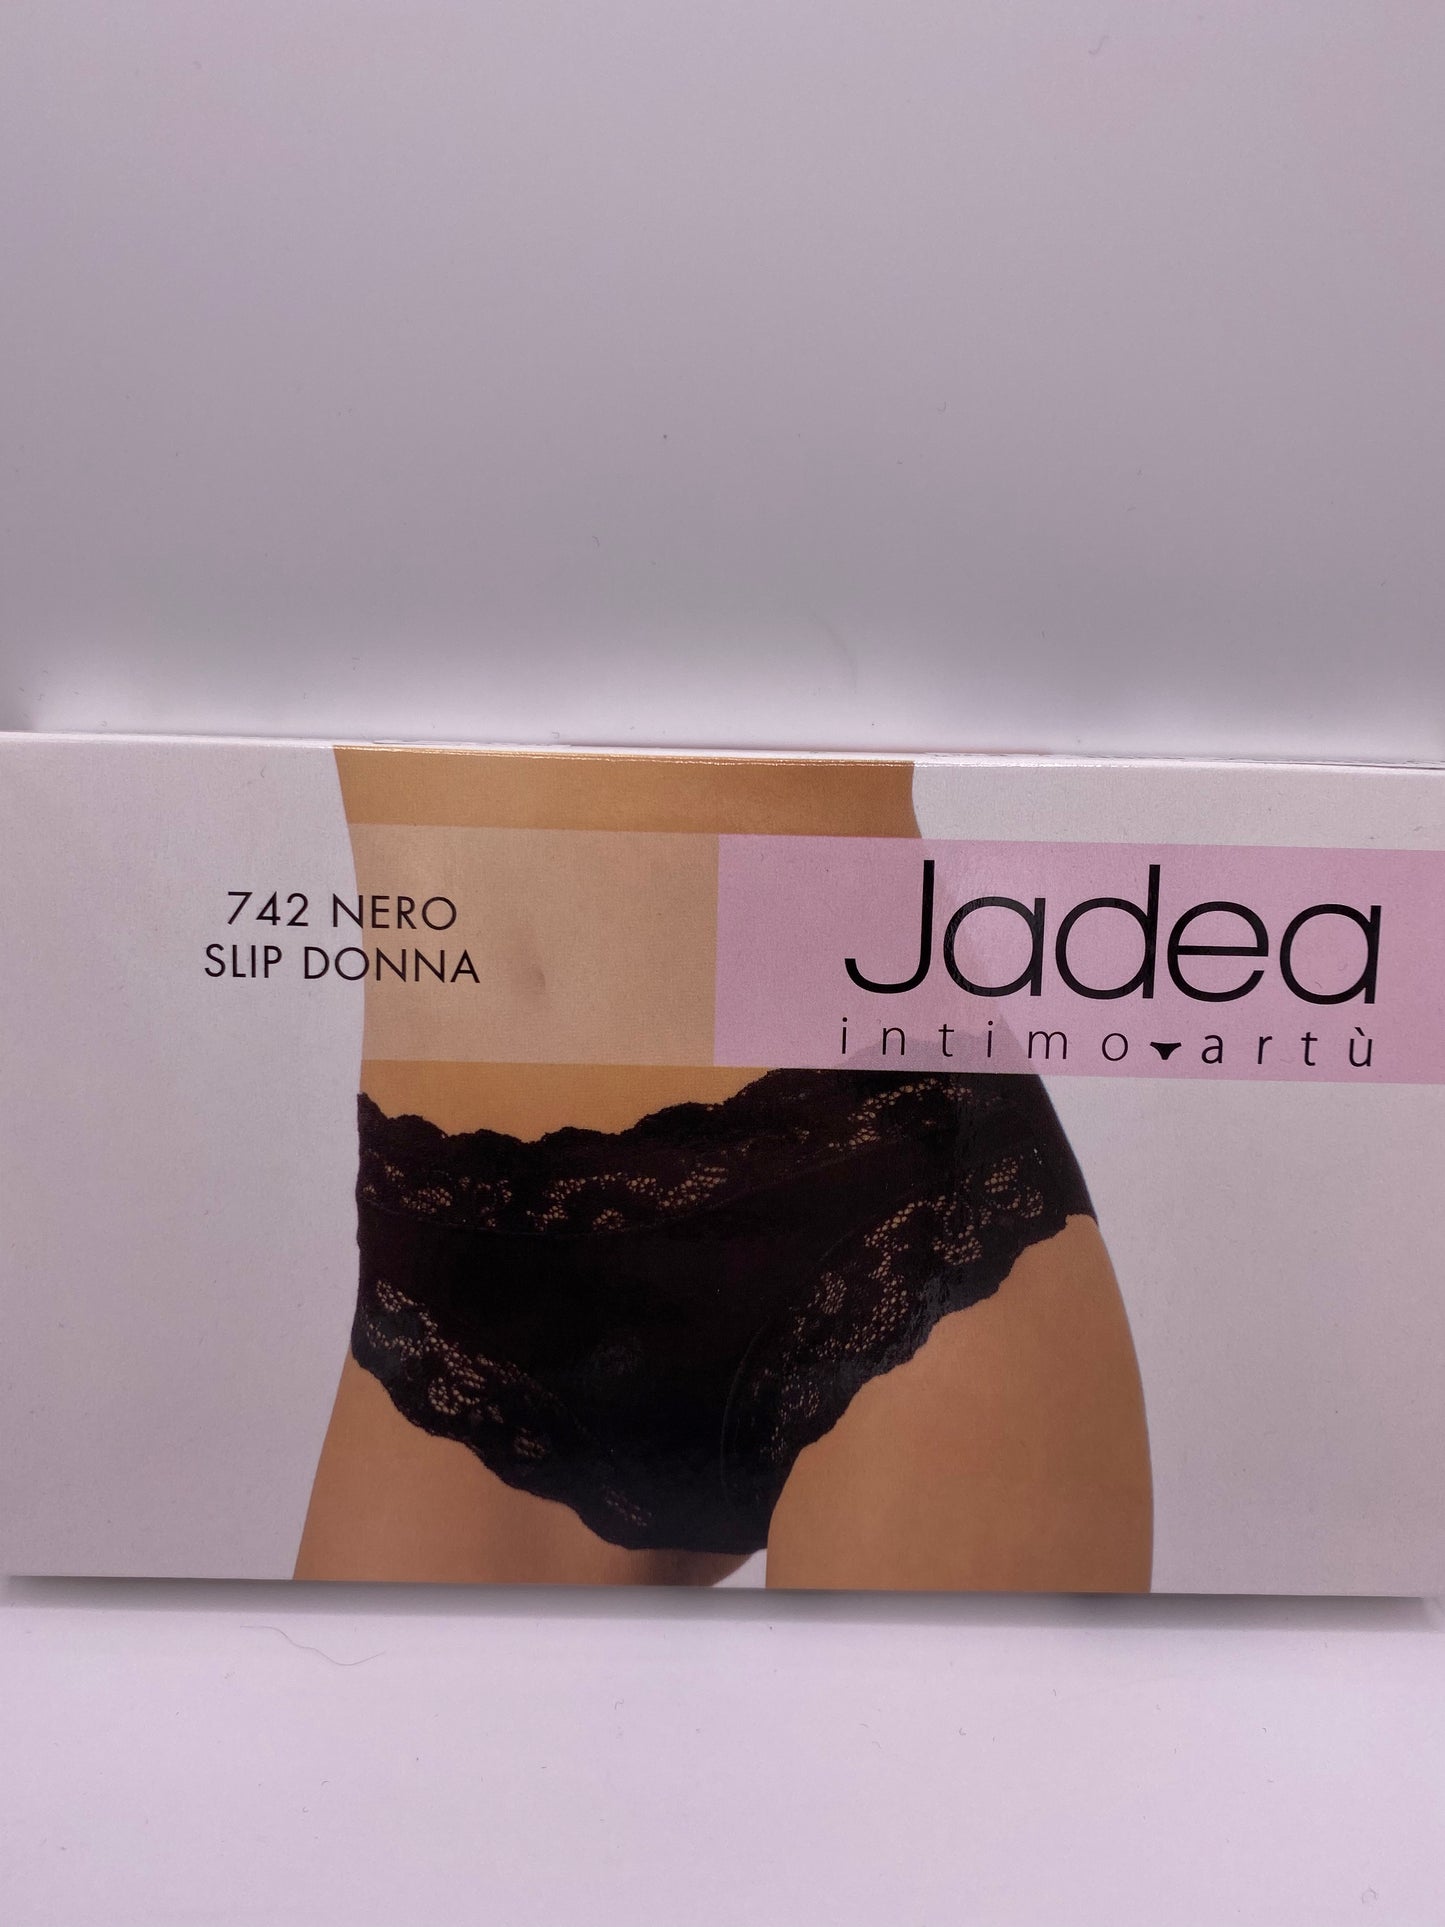 742 NERO
SLIP DONNA
Jadea
intimo artù